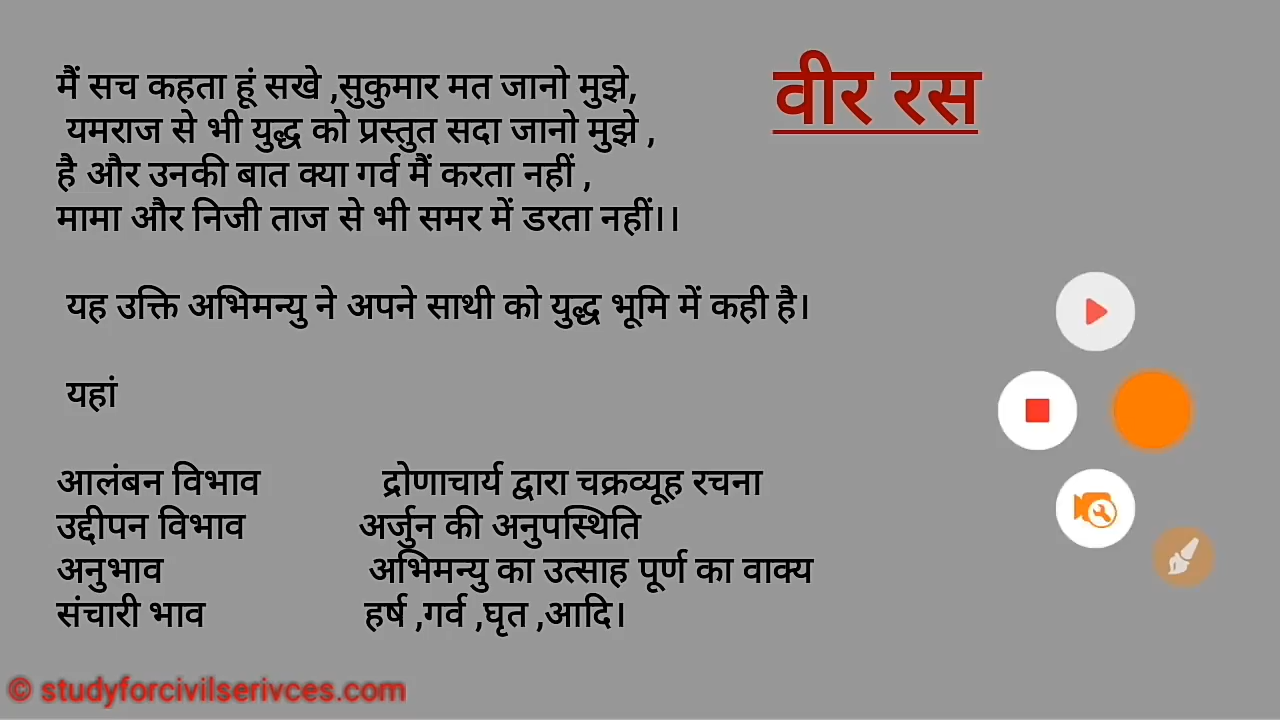 वीर रस
मैं सच कहता हूं सखे ,सुकुमार मत जानो मुझे,
यमराज से भी युद्ध को प्रस्तुत सदा जानो मुझे ,
है और उनकी बात क्या गर्व मैं करता नहीं ,
मामा और निजी ताज से भी समर में डरता नहीं।।
यह उक्ति अभिमन्यु ने अपने साथी को युद्ध भूमि में कही है।
यहां
आलंबन विभाव द्रोणाचार्य द्वारा चक्रव्यूह रचना
उद्दीपन विभाव अर्जुन की अनुपस्थिति
अनुभाव अभिमन्यु का उत्साह पूर्ण का वाक्य
संचारी भाव हर्ष ,गर्व ,घृत ,आदि।
© studyforcivilserivces.com